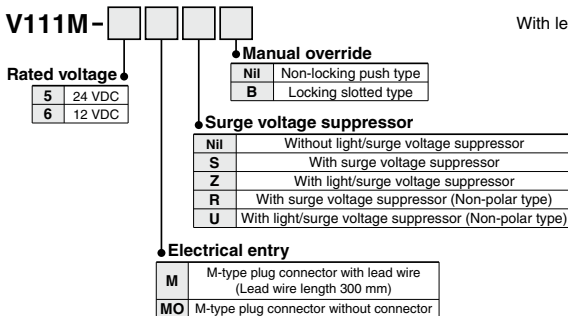 V111M-
With le
Manual override
Nil Non-locking push type
B Locking slotted type
Rated voltage
5 24 VDC
6 12 VDC
Surge voltage suppressor
Nil Without light/surge voltage suppressor
S With surge voltage suppressor
Z With light/surge voltage suppressor
R With surge voltage suppressor (Non-polar type)
U With light/surge voltage suppressor (Non-polar type)
Electrical entry
M M-type plug connector with lead wire
(Lead wire length 300 mm)
MO M-type plug connector without connector